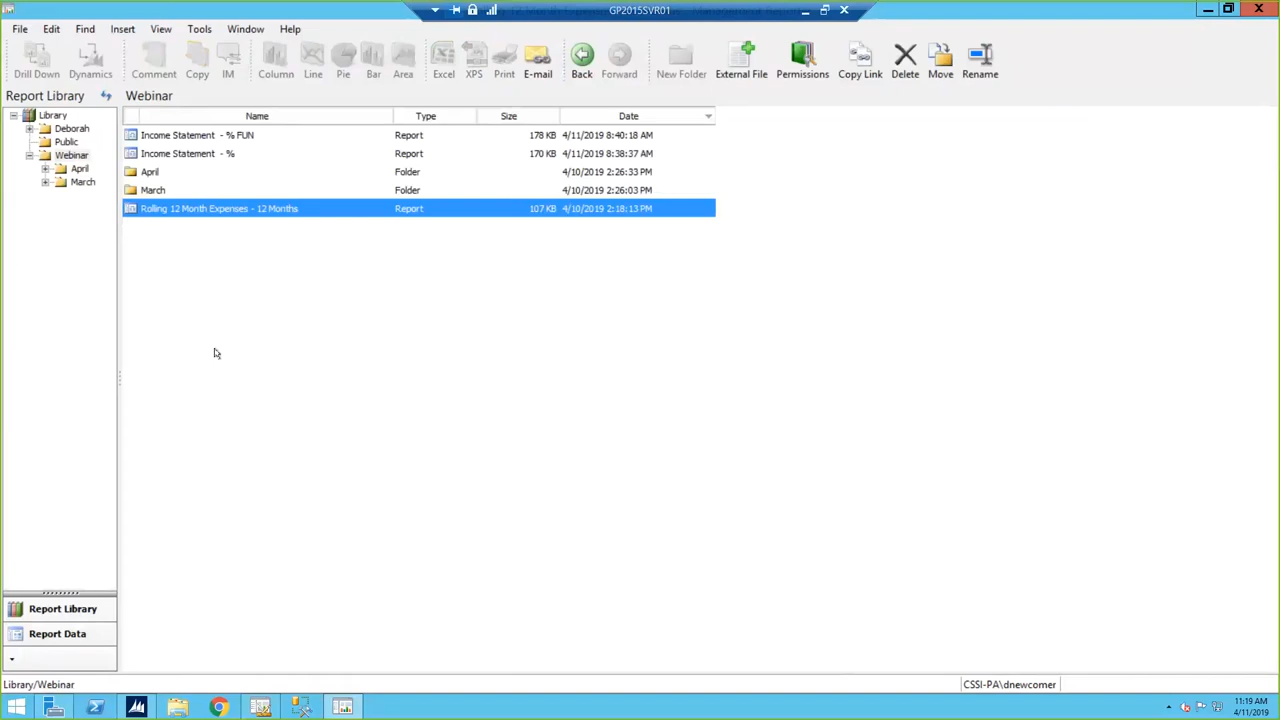 GP2015SVR01
File Edit Find Insert View Tools Window Help
Drill Down Dynamics Comment Copy IM Column Line Pie Bar Area Excel XPS Print E-mail Back Forward New Folder External File Permissions Copy Link Delete Move Rename
Report Library Webinar
Name Type Size Date
Income Statement - % FUN Report 178 KB 4/11/2019 8:40:18 AM
Income Statement - % Report 170 KB 4/11/2019 8:38:37 AM
April Folder 4/10/2019 2:26:33 PM
March Folder 4/10/2019 2:26:03 PM
Rolling 12 Month Expenses - 12 Months Report 107 KB 4/10/2019 2:18:13 PM
Library
Deborah
Public
Webinar
April
March
Report Library
Report Data
Library/Webinar CSSI-PA\dnewcomer
11:19 AM
4/11/2019